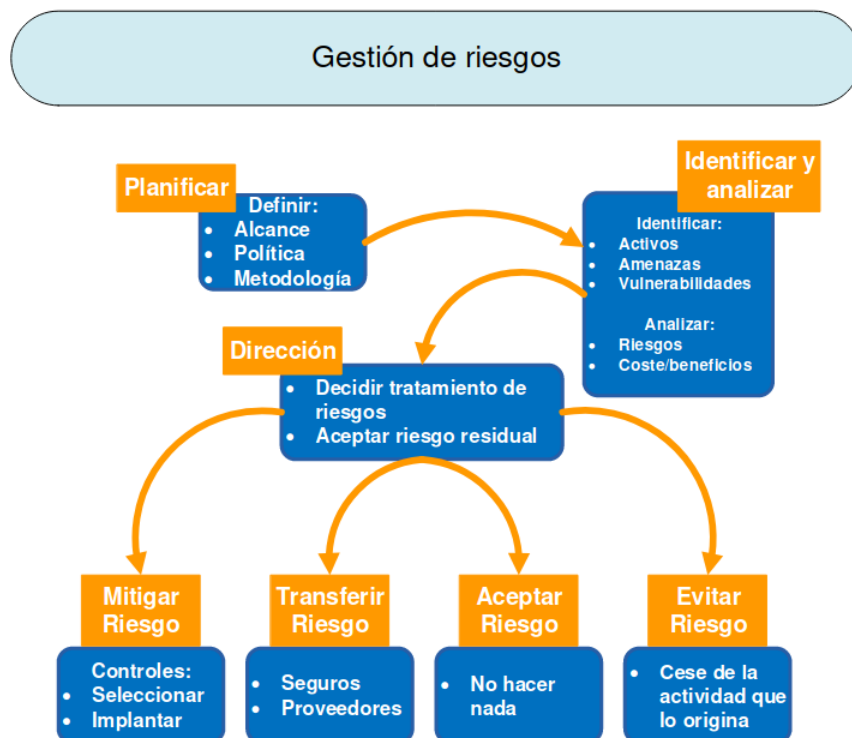 Gestión de riesgos
Planificar
Definir:
• Alcance
• Política
• Metodología
Identificar y
analizar
Identificar:
• Activos
• Amenazas
• Vulnerabilidades
Analizar:
• Riesgos
• Coste/beneficios
Dirección
• Decidir tratamiento de
riesgos
• Aceptar riesgo residual
Mitigar
Riesgo
Controles:
• Seleccionar
• Implantar
Transferir
Riesgo
• Seguros
• Proveedores
Aceptar
Riesgo
• No hacer
nada
Evitar
Riesgo
• Cese de la
actividad que
lo origina